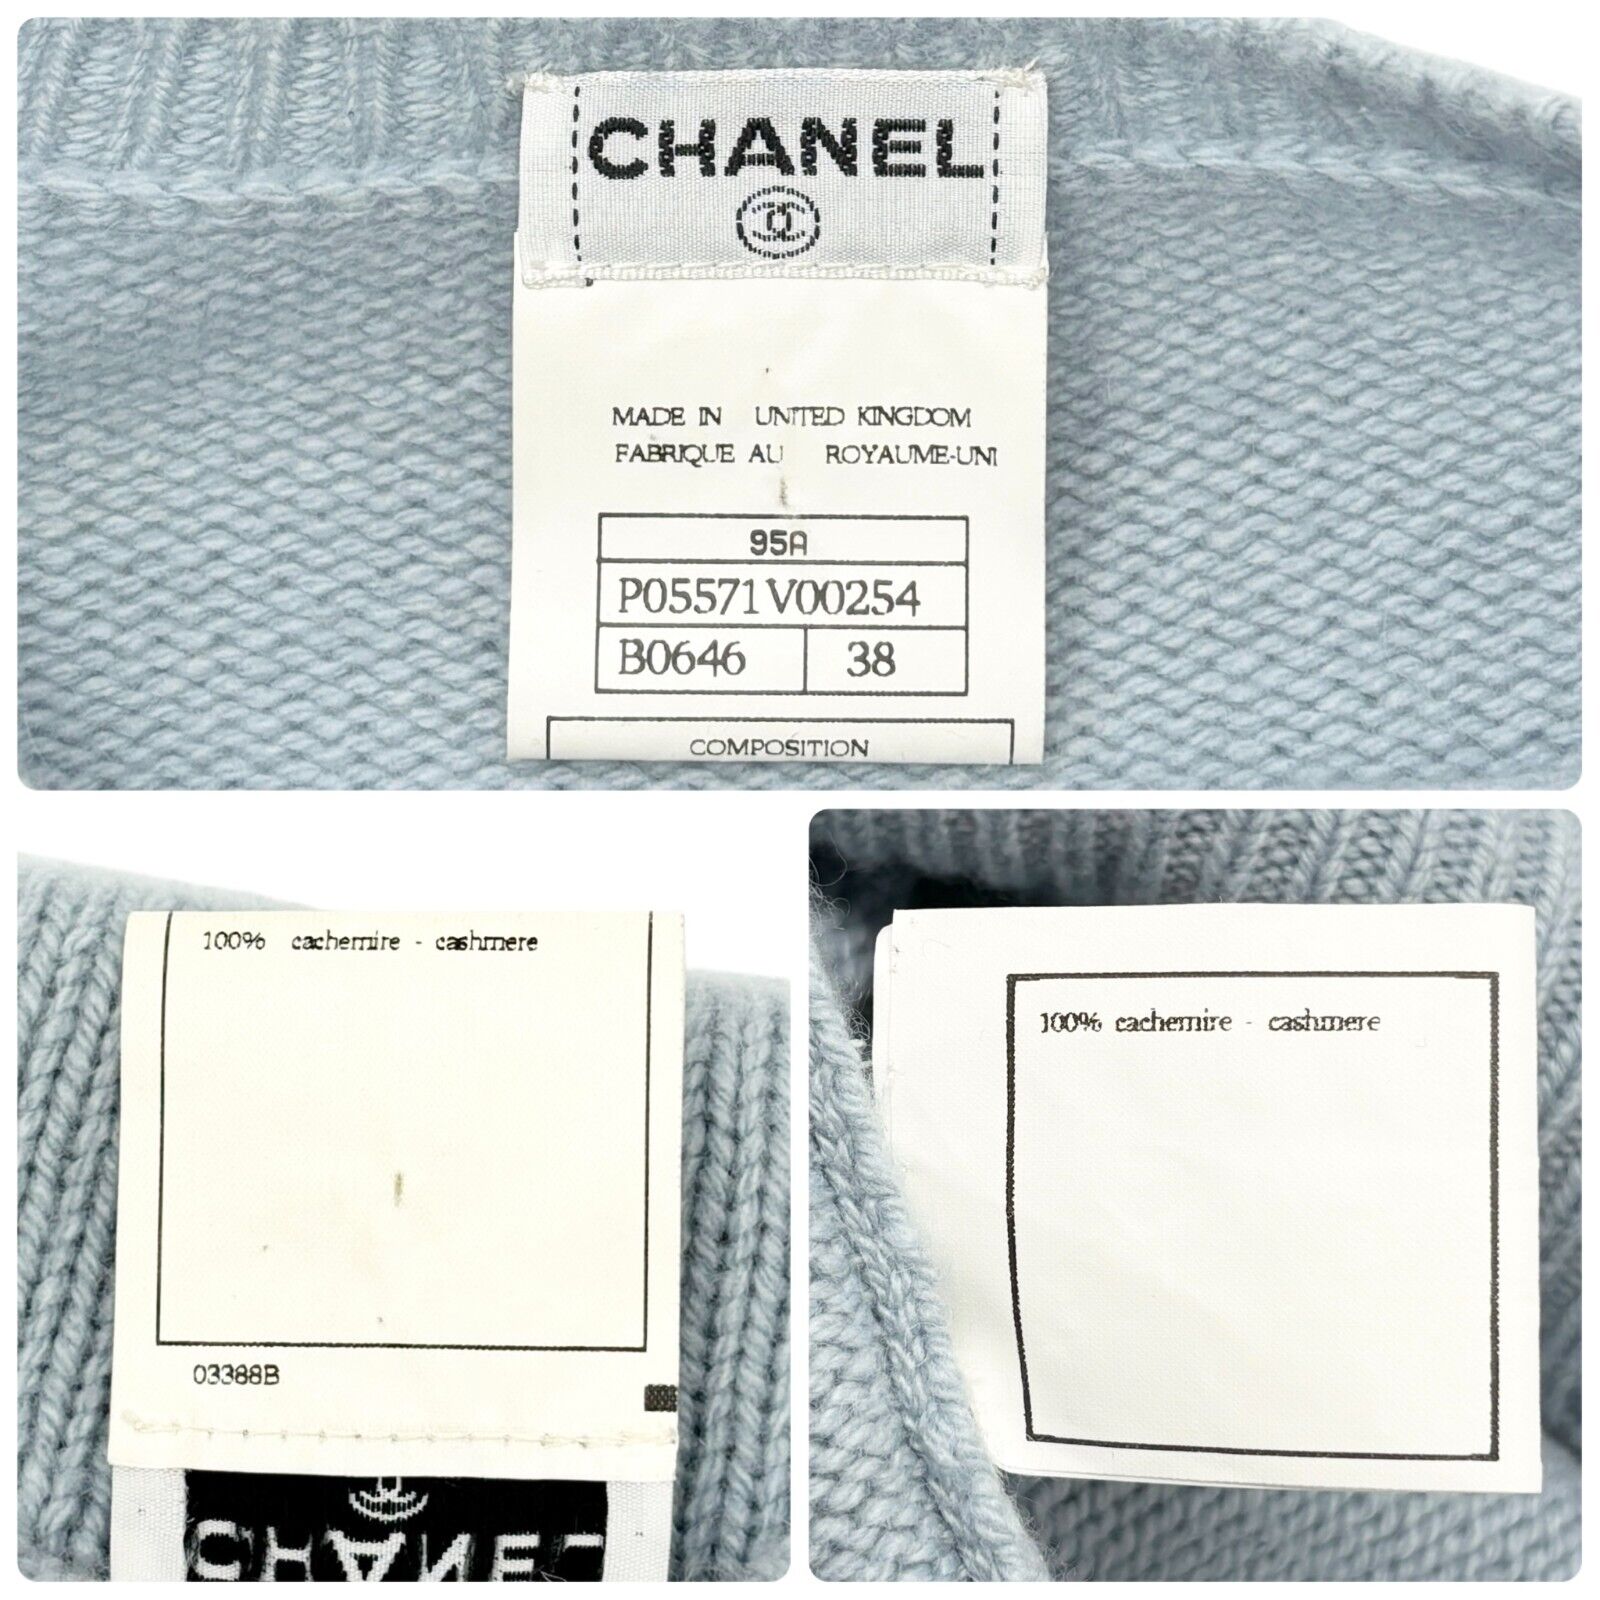 CHANEL
MADE IN UNITED KINGDOM
FABRIQUE AU ROYAUME-UNI
95A
P05571V00254
B0646 38
COMPOSITION
100% cachemire - cashmere
03388B
CHANEL
100% cachemire - cashmere